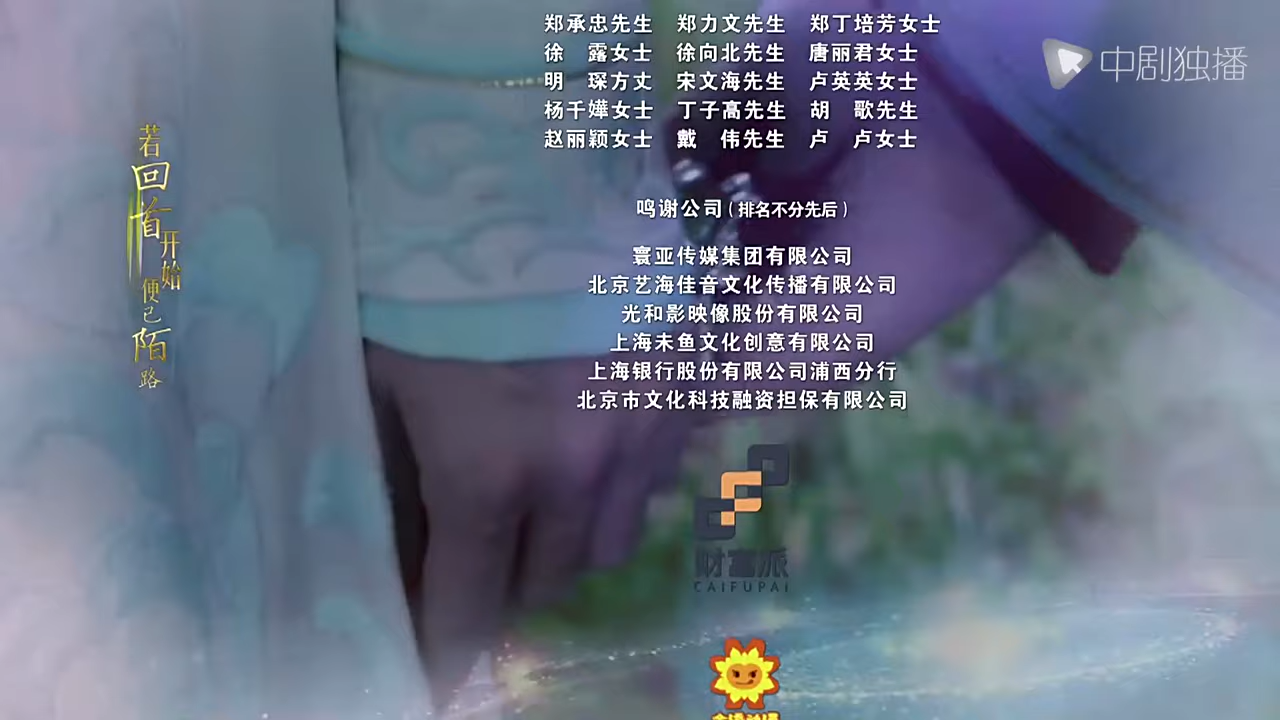 郑承忠先生 郑力文先生 郑丁培芳女士
徐 露女士 徐向北先生 唐丽君女士
明 琛方丈 宋文海先生 卢英英女士
杨千嬅女士 丁子高先生 胡 歌先生
赵丽颖女士 戴 伟先生 卢 卢女士
中剧独播
若回首开始便已陌路
鸣谢公司(排名不分先后)
寰亚传媒集团有限公司
北京艺海佳音文化传播有限公司
光和影映像股份有限公司
上海未鱼文化创意有限公司
上海银行股份有限公司浦西分行
北京市文化科技融资担保有限公司
财富派
CAIFUPAI